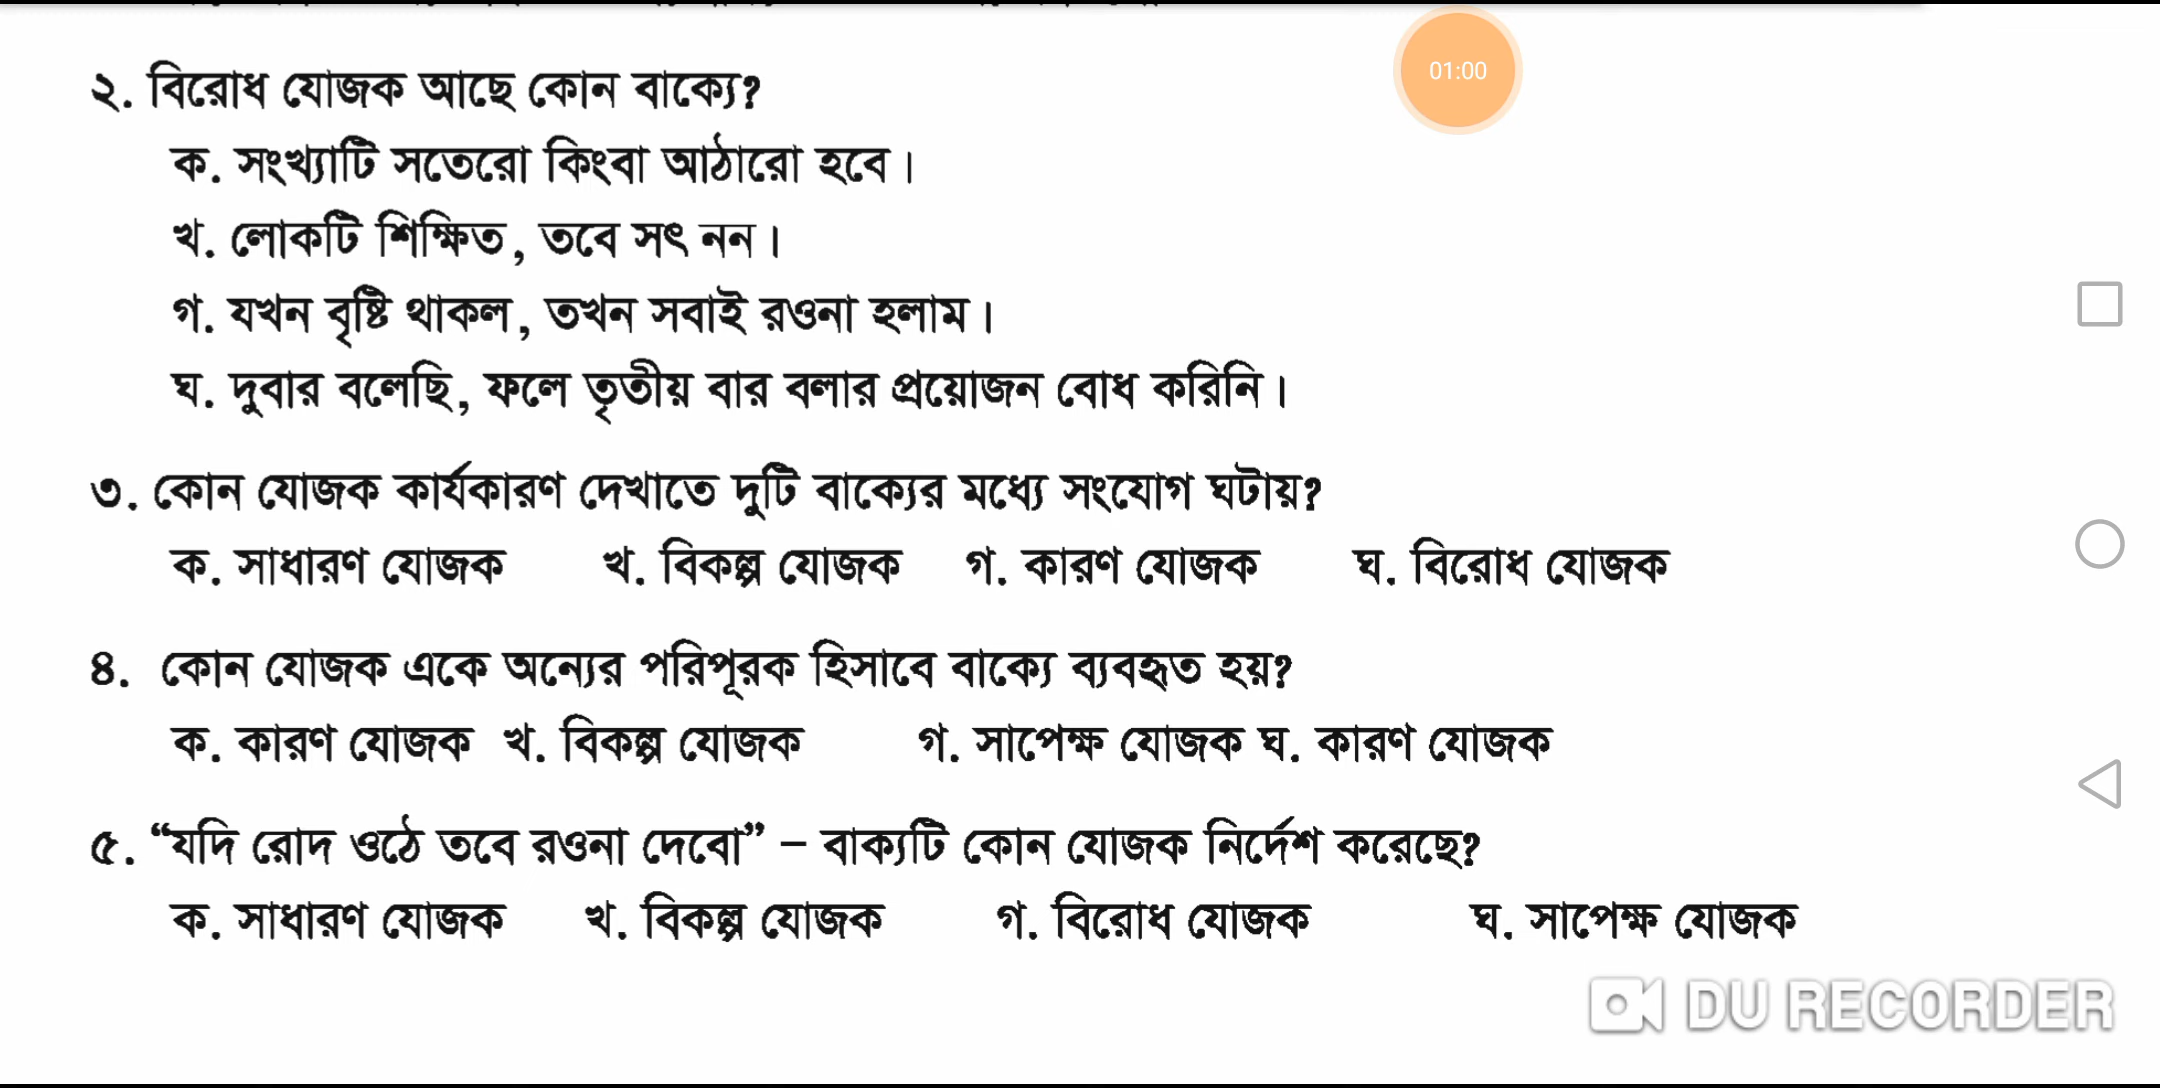 01:00
২. বিরোধ যোজক আছে কোন বাক্যে?
ক. সংখ্যাটি সতেরো কিংবা আঠারো হবে।
খ. লোকটি শিক্ষিত, তবে সৎ নন।
গ. যখন বৃষ্টি থাকল, তখন সবাই রওনা হলাম।
ঘ. দুবার বলেছি, ফলে তৃতীয় বার বলার প্রয়োজন বোধ করিনি।
৩. কোন যোজক কার্যকারণ দেখাতে দুটি বাক্যের মধ্যে সংযোগ ঘটায়?
ক. সাধারণ যোজক খ. বিকল্প যোজক গ. কারণ যোজক ঘ. বিরোধ যোজক
৪. কোন যোজক একে অন্যের পরিপূরক হিসাবে বাক্যে ব্যবহৃত হয়?
ক. কারণ যোজক খ. বিকল্প যোজক গ. সাপেক্ষ যোজক ঘ. কারণ যোজক
৫. “যদি রোদ ওঠে তবে রওনা দেবো” – বাক্যটি কোন যোজক নির্দেশ করেছে?
ক. সাধারণ যোজক খ. বিকল্প যোজক গ. বিরোধ যোজক ঘ. সাপেক্ষ যোজক
DU RECORDER